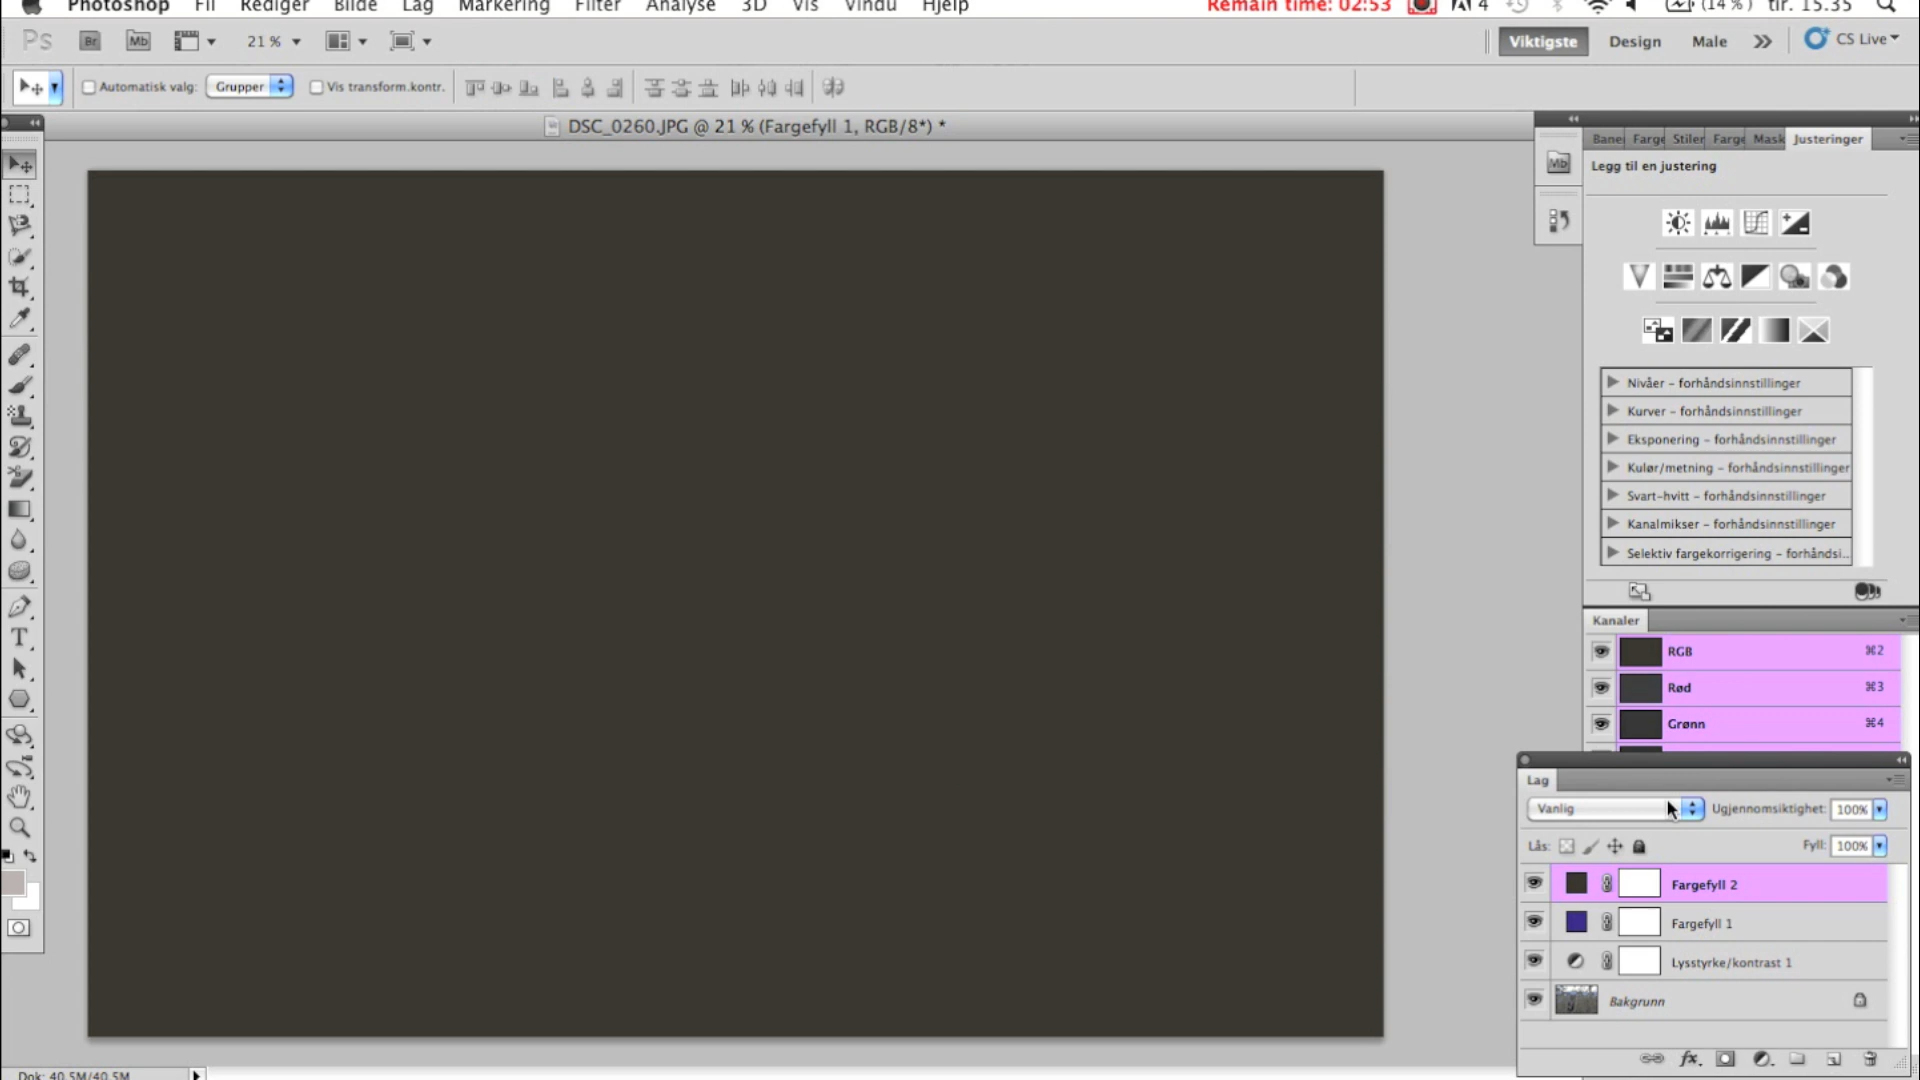 Photoshop Fil Rediger Bilde Lag Markering Filter Analyse 3D Vis Vindu Hjelp Remain time: 02:53 4 (14 %) tir. 15.35
Ps Br Mb 21 % Viktigste Design Male CS Live
Automatisk valg: Grupper Vis transform.kontr.
DSC_0260.JPG @ 21 % (Fargefyll 1, RGB/8*) *
Bane Farge Stiler Farge Mask Justeringer
Mb
Legg til en justering
Nivåer – forhåndsinnstillinger
Kurver – forhåndsinnstillinger
Eksponering – forhåndsinnstillinger
Kulør/metning – forhåndsinnstillinger
Svart-hvitt – forhåndsinnstillinger
Kanalmikser – forhåndsinnstillinger
Selektiv fargekorrigering – forhåndsi...
Kanaler
RGB ⌘2
Rød ⌘3
Grønn ⌘4
Lag
Vanlig Ugjennomsiktighet: 100%
Lås: Fyll: 100%
Fargefyll 2
Fargefyll 1
Lysstyrke/kontrast 1
Bakgrunn
fx.
Dok: 40,5M/40,5M